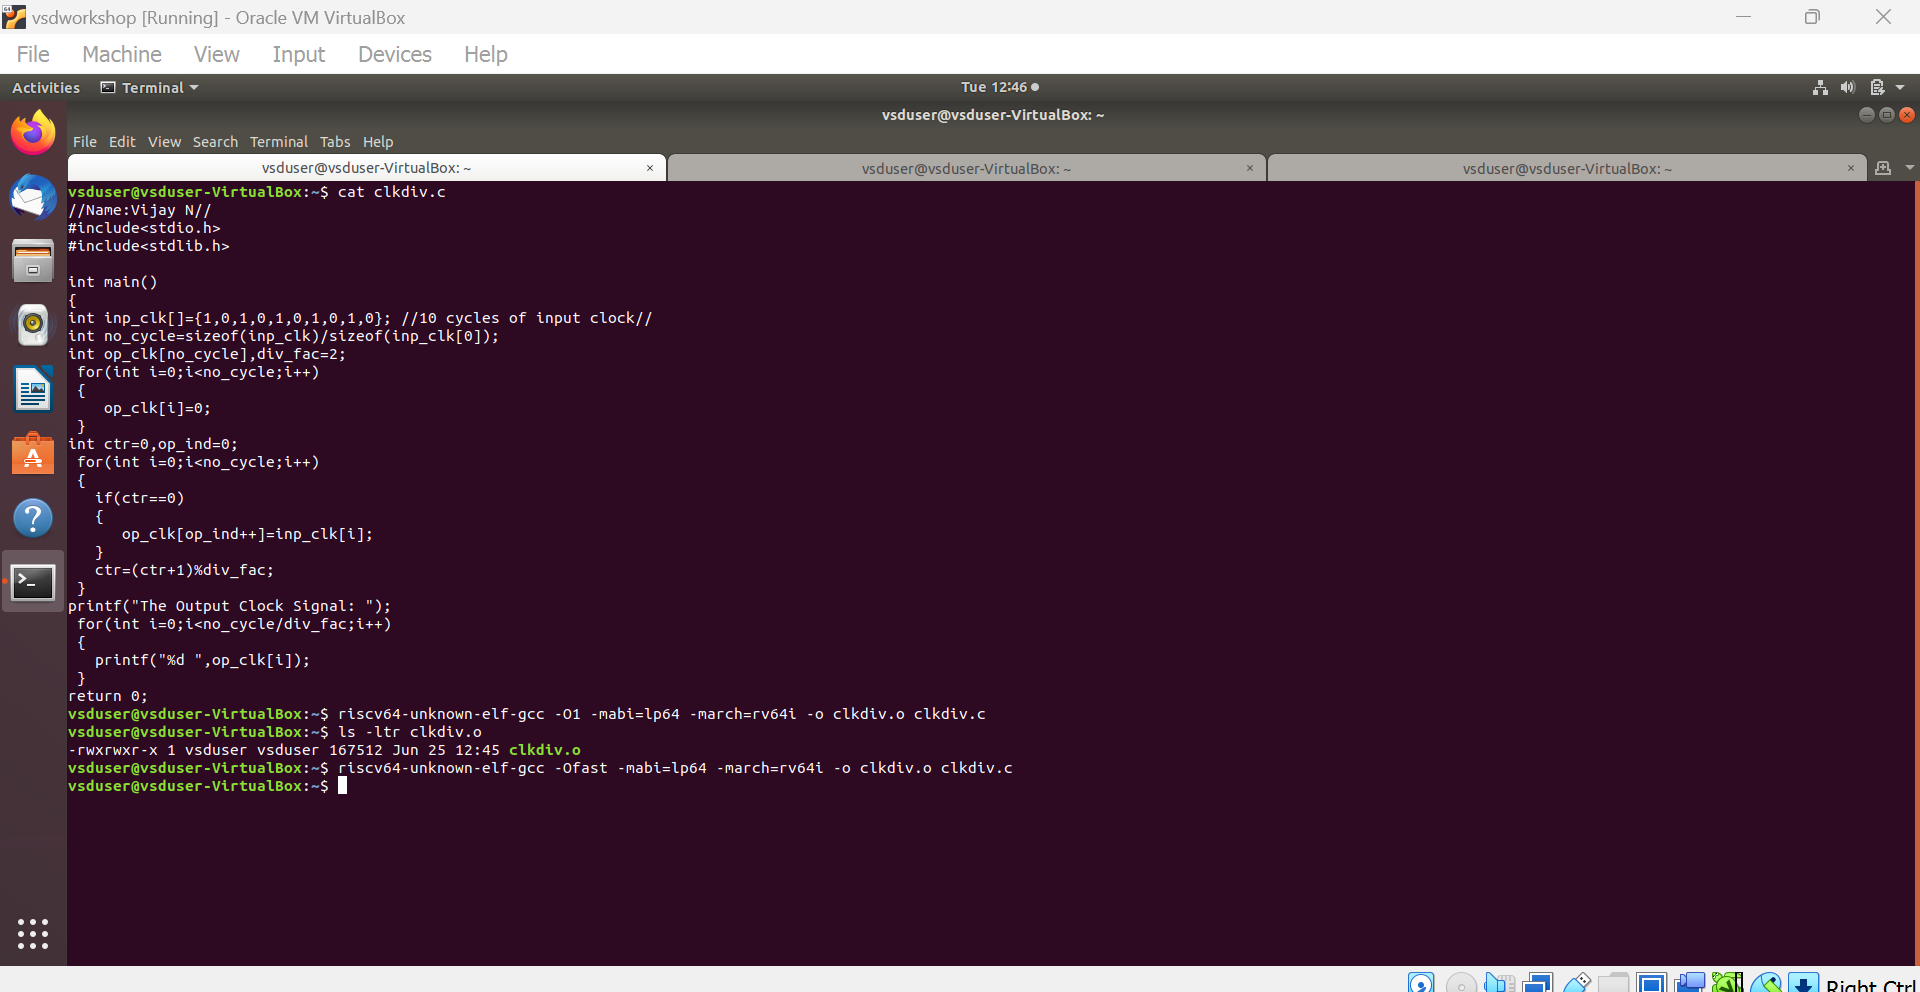 vsdworkshop [Running] - Oracle VM VirtualBox
File Machine View Input Devices Help
Activities Terminal Tue 12:46
vsduser@vsduser-VirtualBox: ~
File Edit View Search Terminal Tabs Help
vsduser@vsduser-VirtualBox: ~ × vsduser@vsduser-VirtualBox: ~ × vsduser@vsduser-VirtualBox: ~ ×
vsduser@vsduser-VirtualBox:~$ cat clkdiv.c
//Name:Vijay N//
#include<stdio.h>
#include<stdlib.h>
int main()
{
int inp_clk[]={1,0,1,0,1,0,1,0,1,0}; //10 cycles of input clock//
int no_cycle=sizeof(inp_clk)/sizeof(inp_clk[0]);
int op_clk[no_cycle],div_fac=2;
for(int i=0;i<no_cycle;i++)
{
op_clk[i]=0;
}
int ctr=0,op_ind=0;
for(int i=0;i<no_cycle;i++)
{
if(ctr==0)
{
op_clk[op_ind++]=inp_clk[i];
}
ctr=(ctr+1)%div_fac;
}
printf("The Output Clock Signal: ");
for(int i=0;i<no_cycle/div_fac;i++)
{
printf("%d ",op_clk[i]);
}
return 0;
vsduser@vsduser-VirtualBox:~$ riscv64-unknown-elf-gcc -O1 -mabi=lp64 -march=rv64i -o clkdiv.o clkdiv.c
vsduser@vsduser-VirtualBox:~$ ls -ltr clkdiv.o
-rwxrwxr-x 1 vsduser vsduser 167512 Jun 25 12:45 clkdiv.o
vsduser@vsduser-VirtualBox:~$ riscv64-unknown-elf-gcc -Ofast -mabi=lp64 -march=rv64i -o clkdiv.o clkdiv.c
vsduser@vsduser-VirtualBox:~$
Right Ctrl